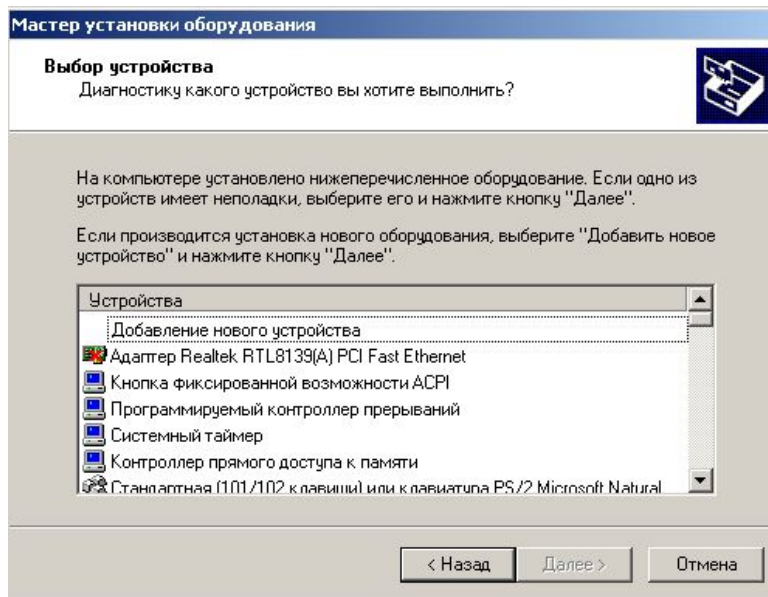 Мастер установки оборудования
Выбор устройства
Диагностику какого устройство вы хотите выполнить?
На компьютере установлено нижеперечисленное оборудование. Если одно из
устройств имеет неполадки, выберите его и нажмите кнопку "Далее".
Если производится установка нового оборудования, выберите "Добавить новое
устройство" и нажмите кнопку "Далее".
Устройства
Добавление нового устройства
Адаптер Realtek RTL8139(A) PCI Fast Ethernet
Кнопка фиксированной возможности ACPI
Программируемый контроллер прерываний
Системный таймер
Контроллер прямого доступа к памяти
Стандартная (101/102 клавиши) или клавиатура PS/2 Microsoft Natural
< Назад
Далее >
Отмена